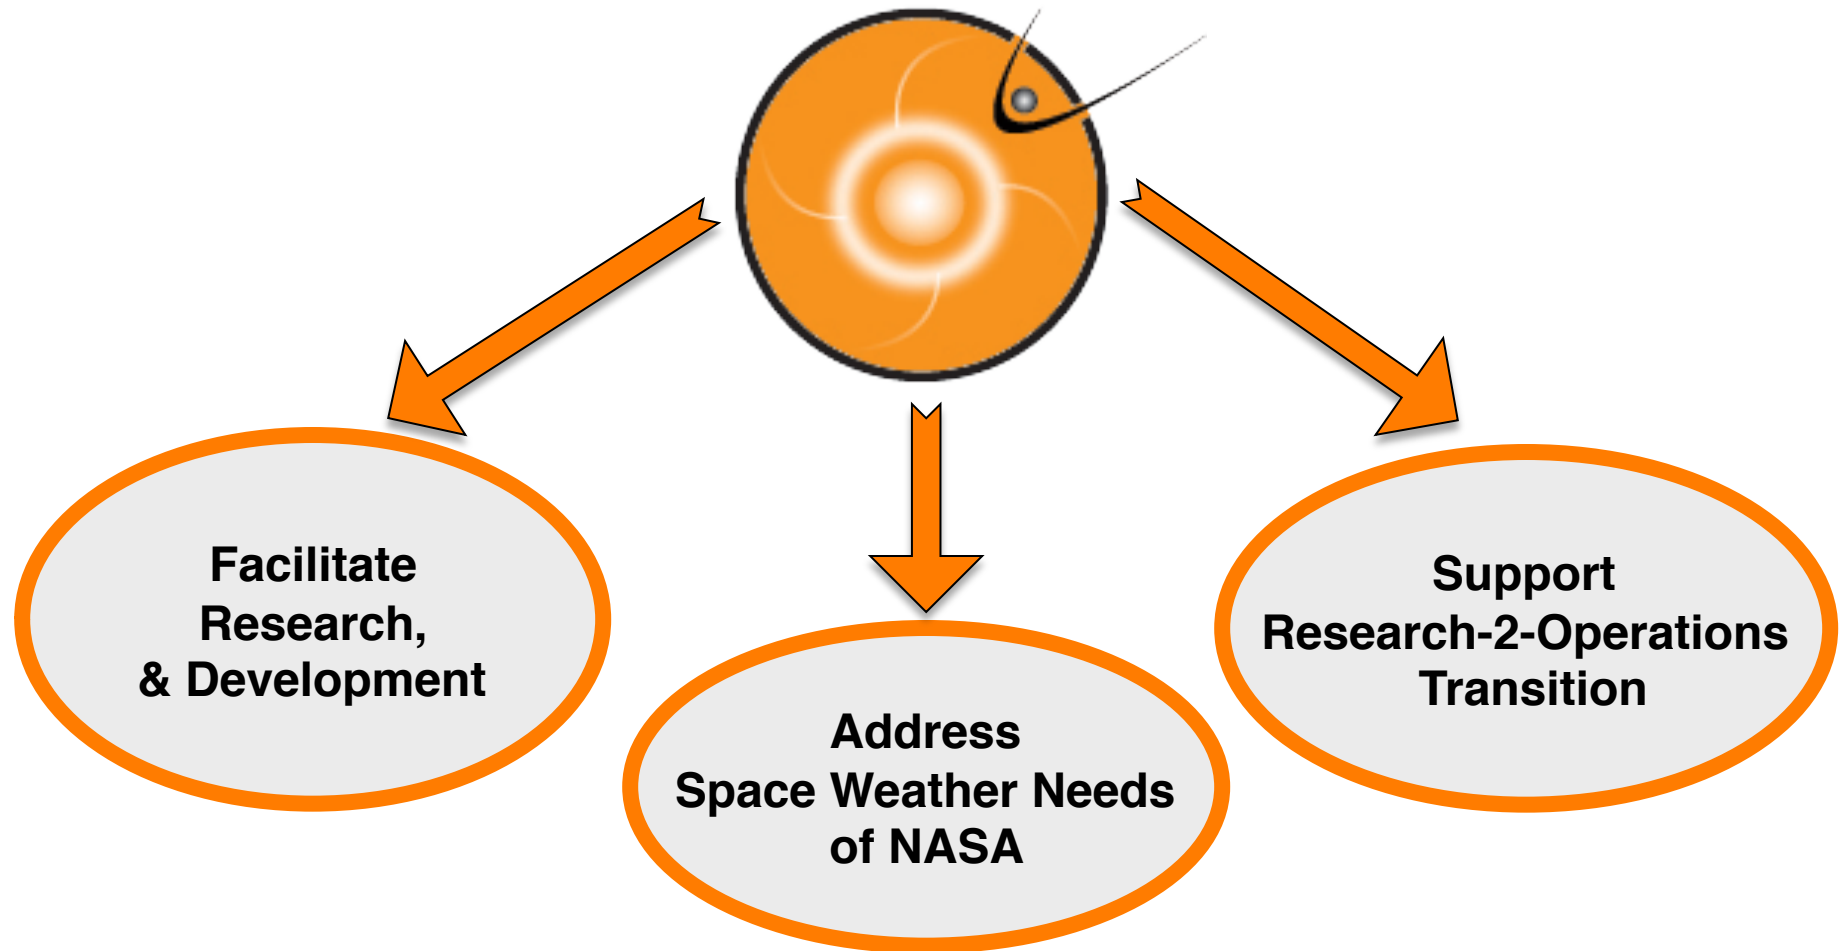 Facilitate
Research,
& Development
Address
Space Weather Needs
of NASA
Support
Research-2-Operations
Transition